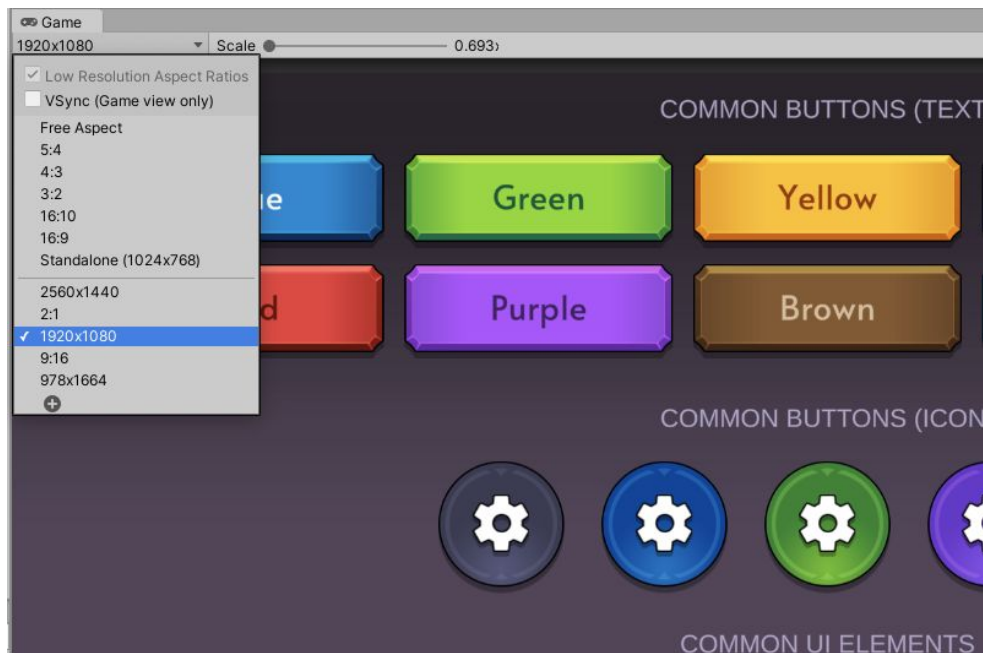 Game
1920x1080 Scale 0.693x
Low Resolution Aspect Ratios
VSync (Game view only)
Free Aspect
5:4
4:3
3:2
16:10
16:9
Standalone (1024x768)
2560x1440
2:1
1920x1080
9:16
978x1664
COMMON BUTTONS (TEXT
ue Green Yellow
d Purple Brown
COMMON BUTTONS (ICON
COMMON UI ELEMENTS